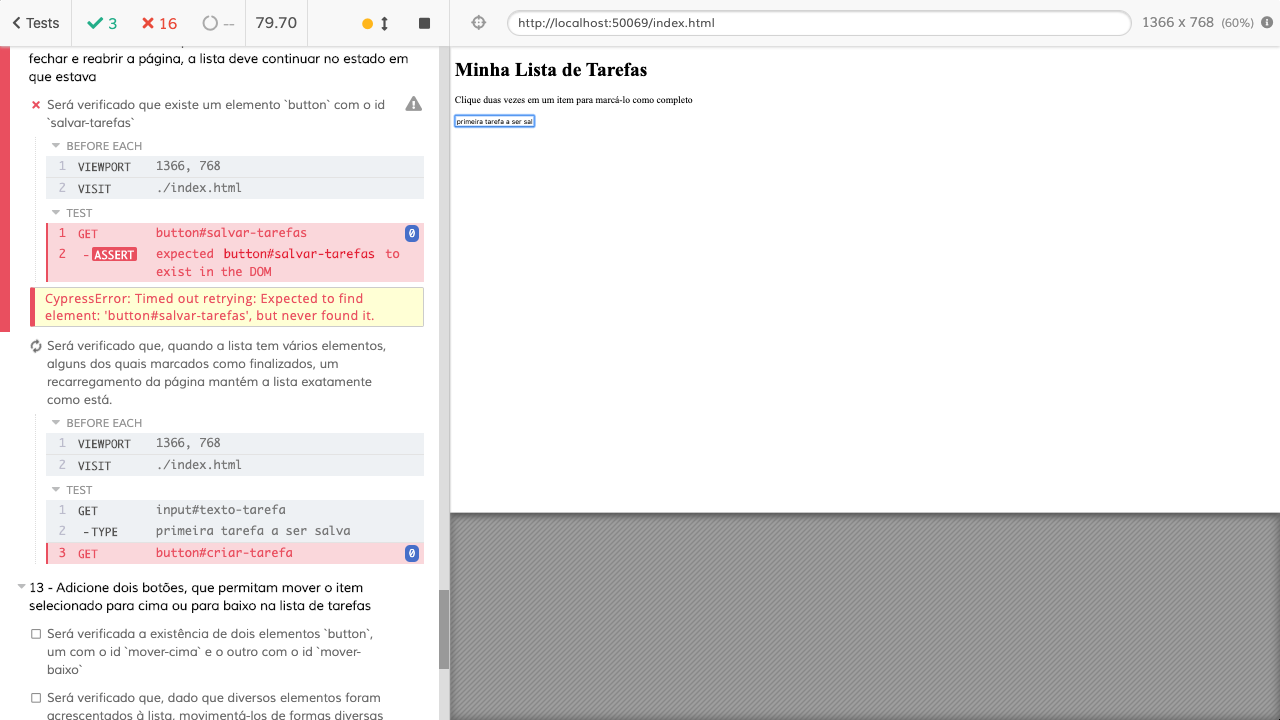 Tests 3 16 -- 79.70 http://localhost:50069/index.html 1366 x 768 (60%)
fechar e reabrir a página, a lista deve continuar no estado em
que estava
Será verificado que existe um elemento `button` com o id
`salvar-tarefas`
BEFORE EACH
1 VIEWPORT 1366, 768
2 VISIT ./index.html
TEST
1 GET button#salvar-tarefas 0
2 -ASSERT expected button#salvar-tarefas to
exist in the DOM
CypressError: Timed out retrying: Expected to find
element: 'button#salvar-tarefas', but never found it.
Será verificado que, quando a lista tem vários elementos,
alguns dos quais marcados como finalizados, um
recarregamento da página mantém a lista exatamente
como está.
BEFORE EACH
1 VIEWPORT 1366, 768
2 VISIT ./index.html
TEST
1 GET input#texto-tarefa
2 -TYPE primeira tarefa a ser salva
3 GET button#criar-tarefa 0
13 - Adicione dois botões, que permitam mover o item
selecionado para cima ou para baixo na lista de tarefas
Será verificada a existência de dois elementos `button`,
um com o id `mover-cima` e o outro com o id `mover-
baixo`
Será verificado que, dado que diversos elementos foram
acrescentados à lista, movimentá-los de formas diversas
Minha Lista de Tarefas
Clique duas vezes em um item para marcá-lo como completo
primeira tarefa a ser sal